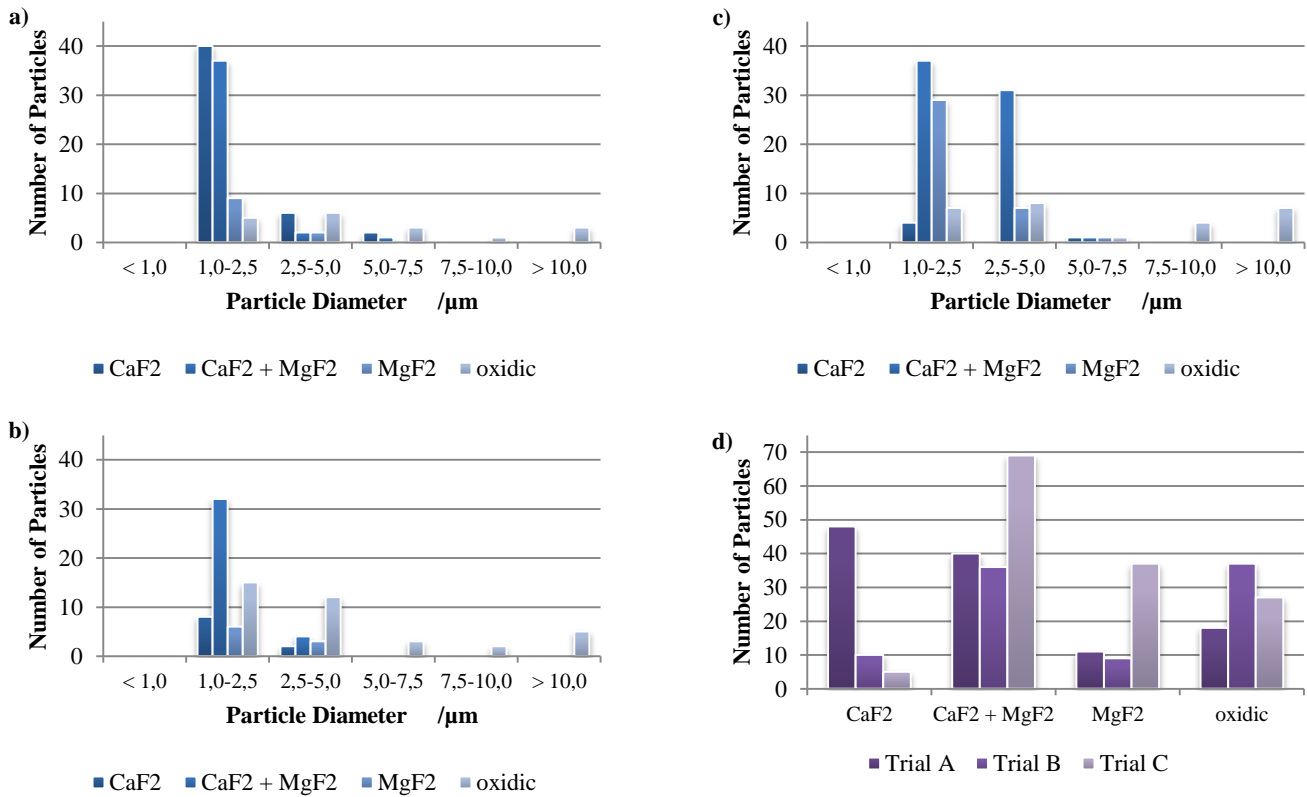 a)
Number of Particles
40
30
20
10
0
< 1,0 1,0-2,5 2,5-5,0 5,0-7,5 7,5-10,0 > 10,0
Particle Diameter /µm
CaF2 CaF2 + MgF2 MgF2 oxidic
b)
Number of Particles
40
30
20
10
0
< 1,0 1,0-2,5 2,5-5,0 5,0-7,5 7,5-10,0 > 10,0
Particle Diameter /µm
CaF2 CaF2 + MgF2 MgF2 oxidic
c)
Number of Particles
40
30
20
10
0
< 1,0 1,0-2,5 2,5-5,0 5,0-7,5 7,5-10,0 > 10,0
Particle Diameter /µm
CaF2 CaF2 + MgF2 MgF2 oxidic
d)
Number of Particles
70
60
50
40
30
20
10
0
CaF2 CaF2 + MgF2 MgF2 oxidic
Trial A Trial B Trial C